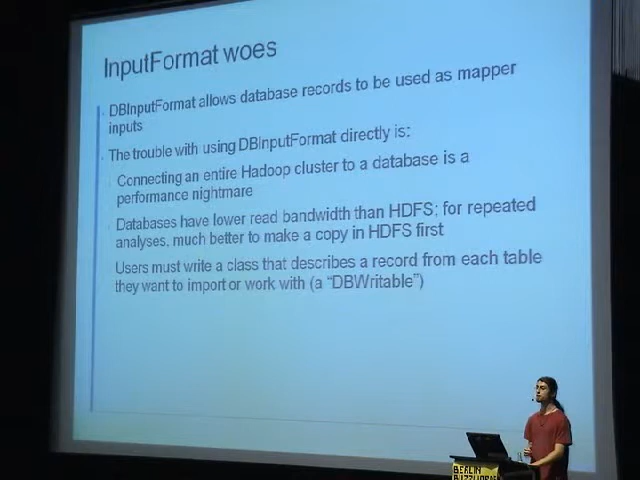 InputFormat woes
DBInputFormat allows database records to be used as mapper
inputs
The trouble with using DBInputFormat directly is:
Connecting an entire Hadoop cluster to a database is a
performance nightmare
Databases have lower read bandwidth than HDFS; for repeated
analyses, much better to make a copy in HDFS first
Users must write a class that describes a record from each table
they want to import or work with (a “DBWritable”)
BERLIN